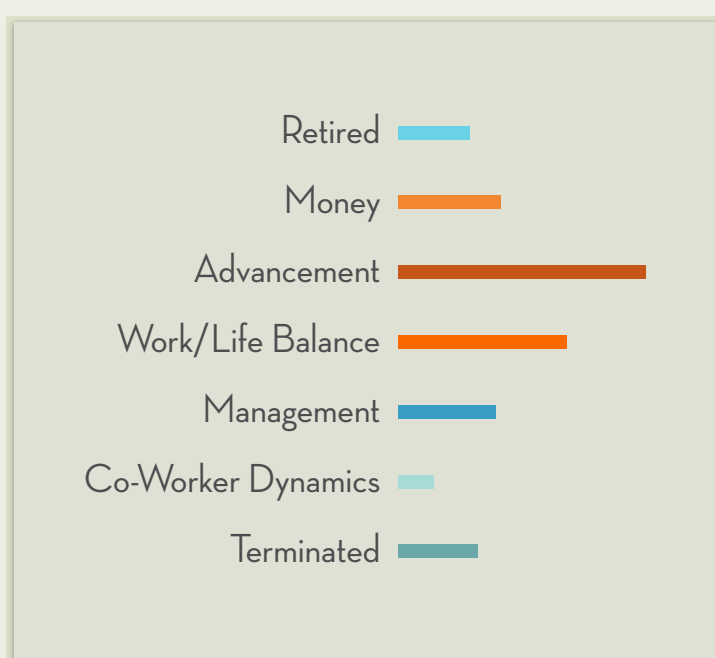 Retired
Money
Advancement
Work/Life Balance
Management
Co-Worker Dynamics
Terminated